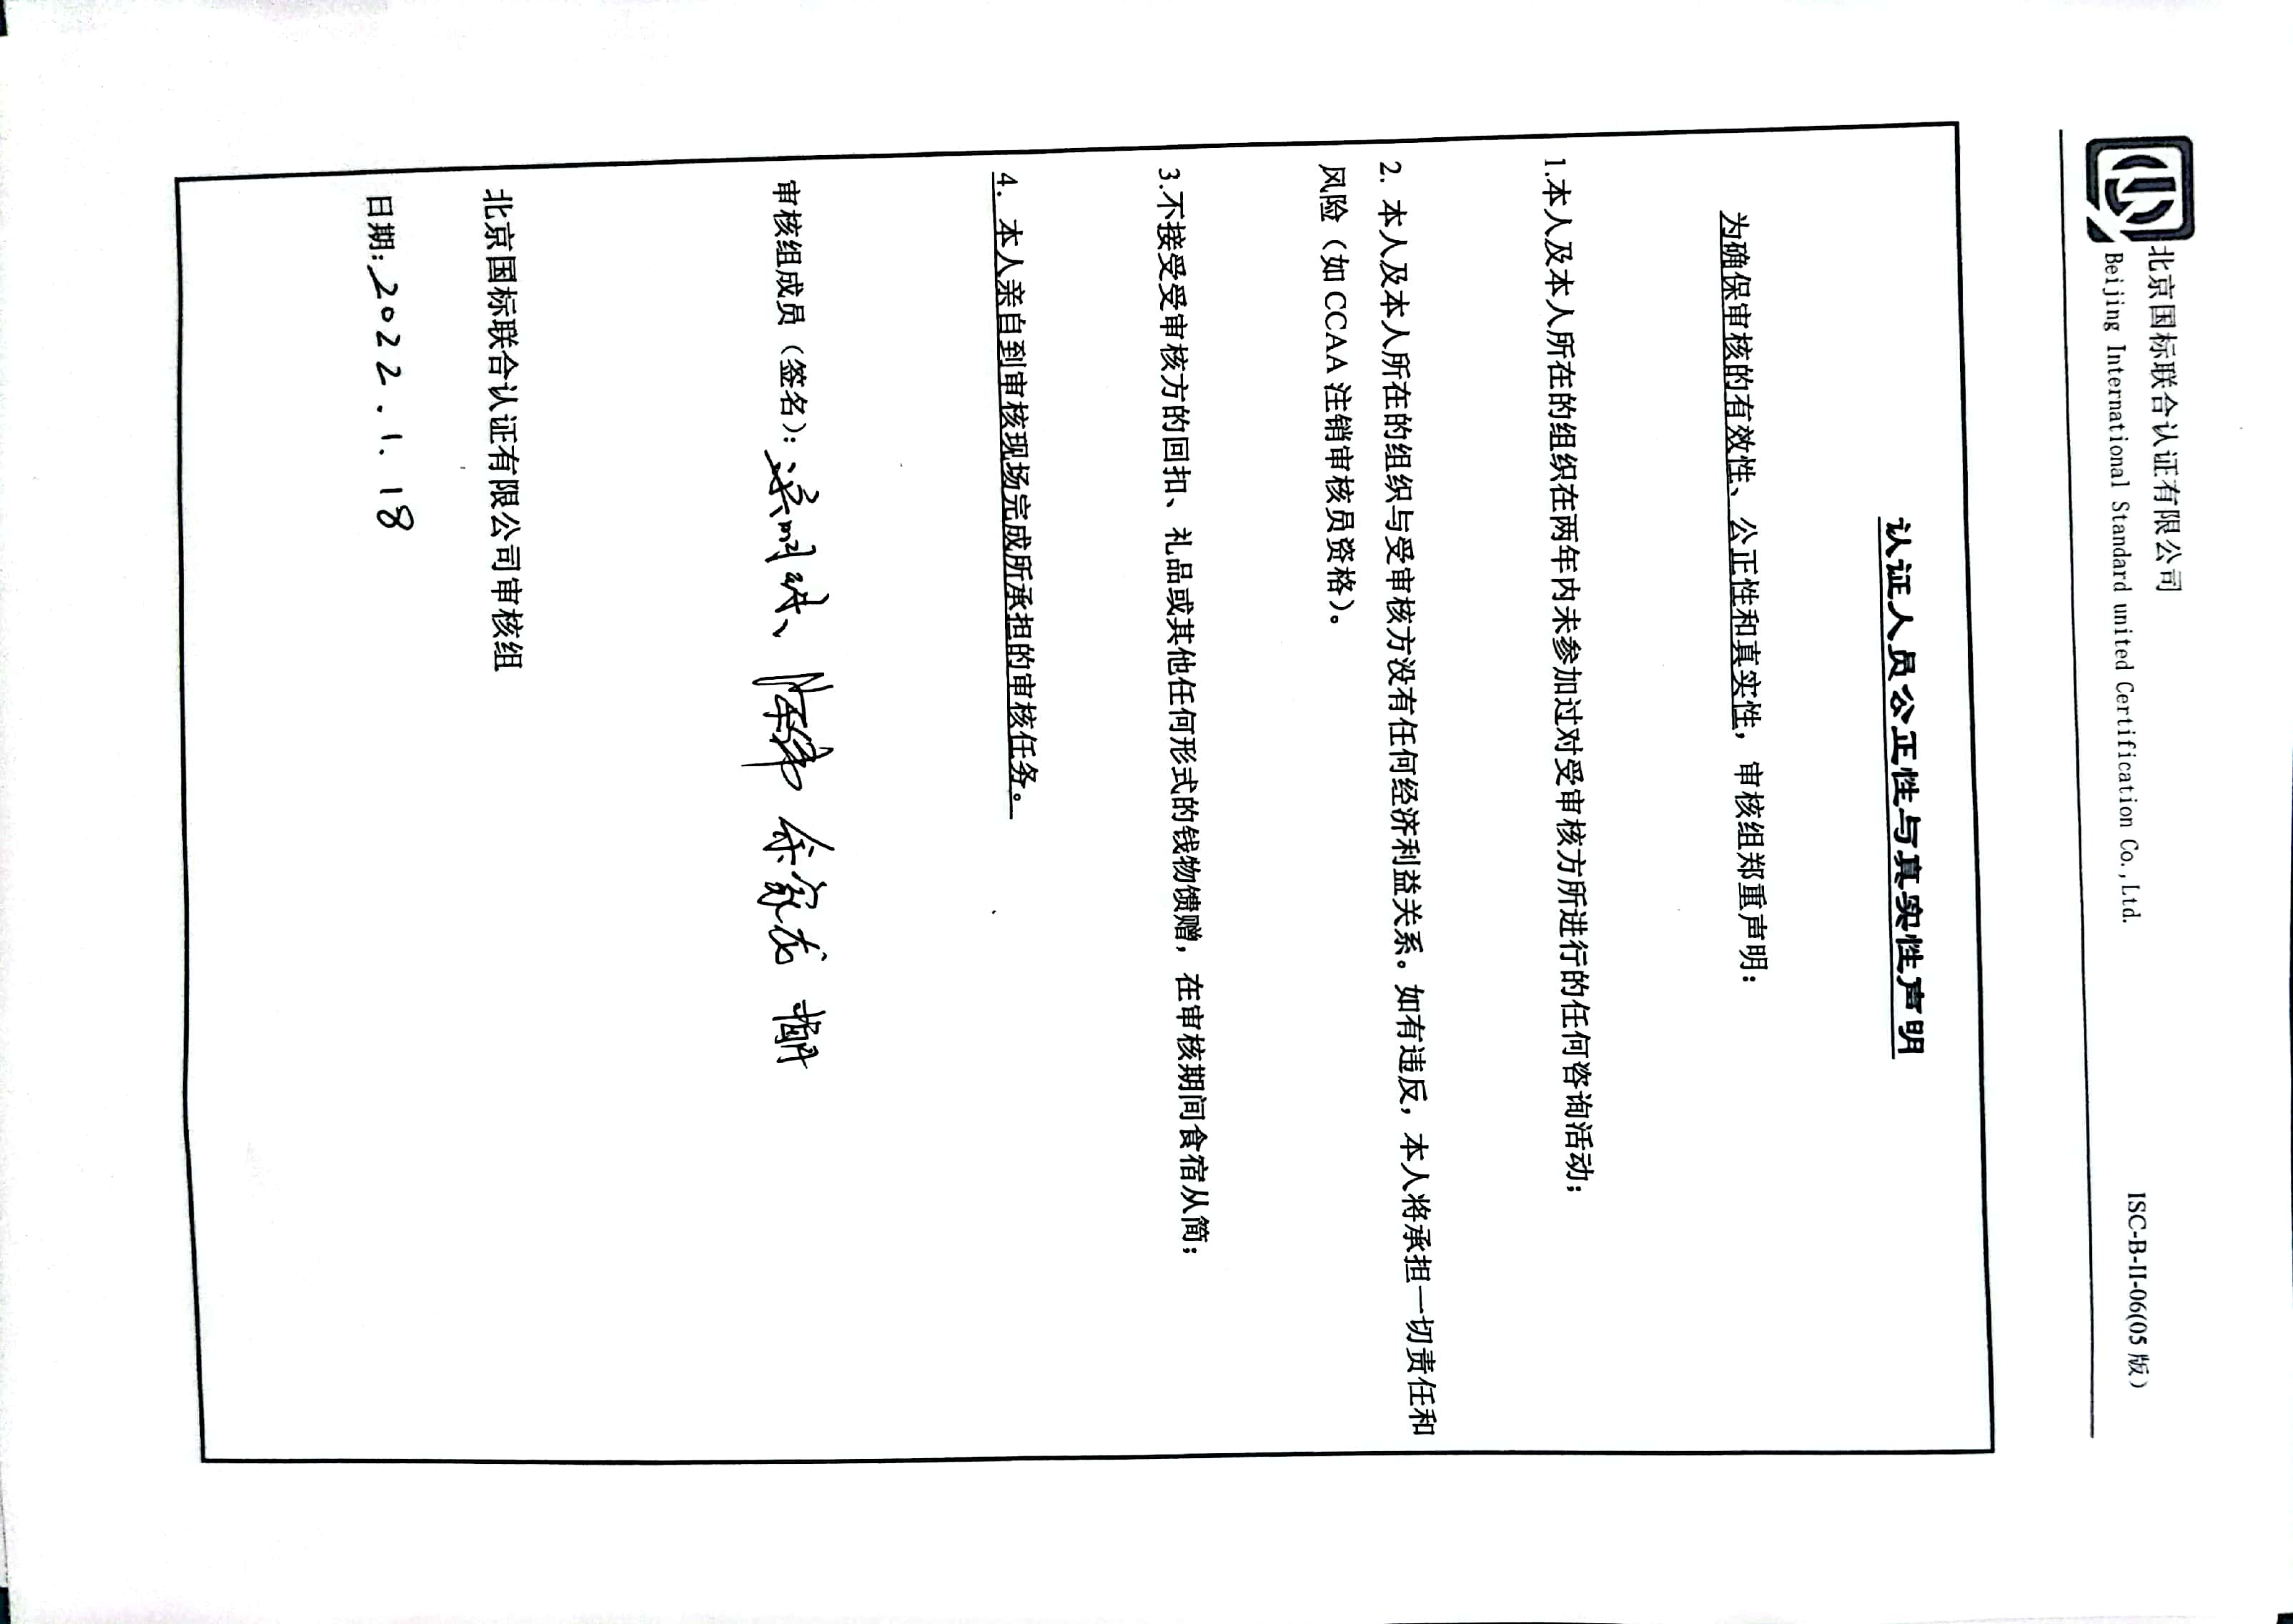 北京国标联合认证有限公司
Beijing International Standard united Certification Co.,Ltd.
ISC-B-II-06(05 版)
认证人员公正性与真实性声明
为确保审核的有效性、公正性和真实性，审核组郑重声明：
1.本人及本人所在的组织在两年内未参加过对受审核方所进行的任何咨询活动；
2. 本人及本人所在的组织与受审核方没有任何经济利益关系。如有违反，本人将承担一切责任和
风险（如 CCAA 注销审核员资格）。
3.不接受受审核方的回扣、礼品或其他任何形式的钱物馈赠，在审核期间食宿从简；
4. 本人亲自到审核现场完成所承担的审核任务。
审核组成员（签名）：
北京国标联合认证有限公司审核组
日期：2022.1.18